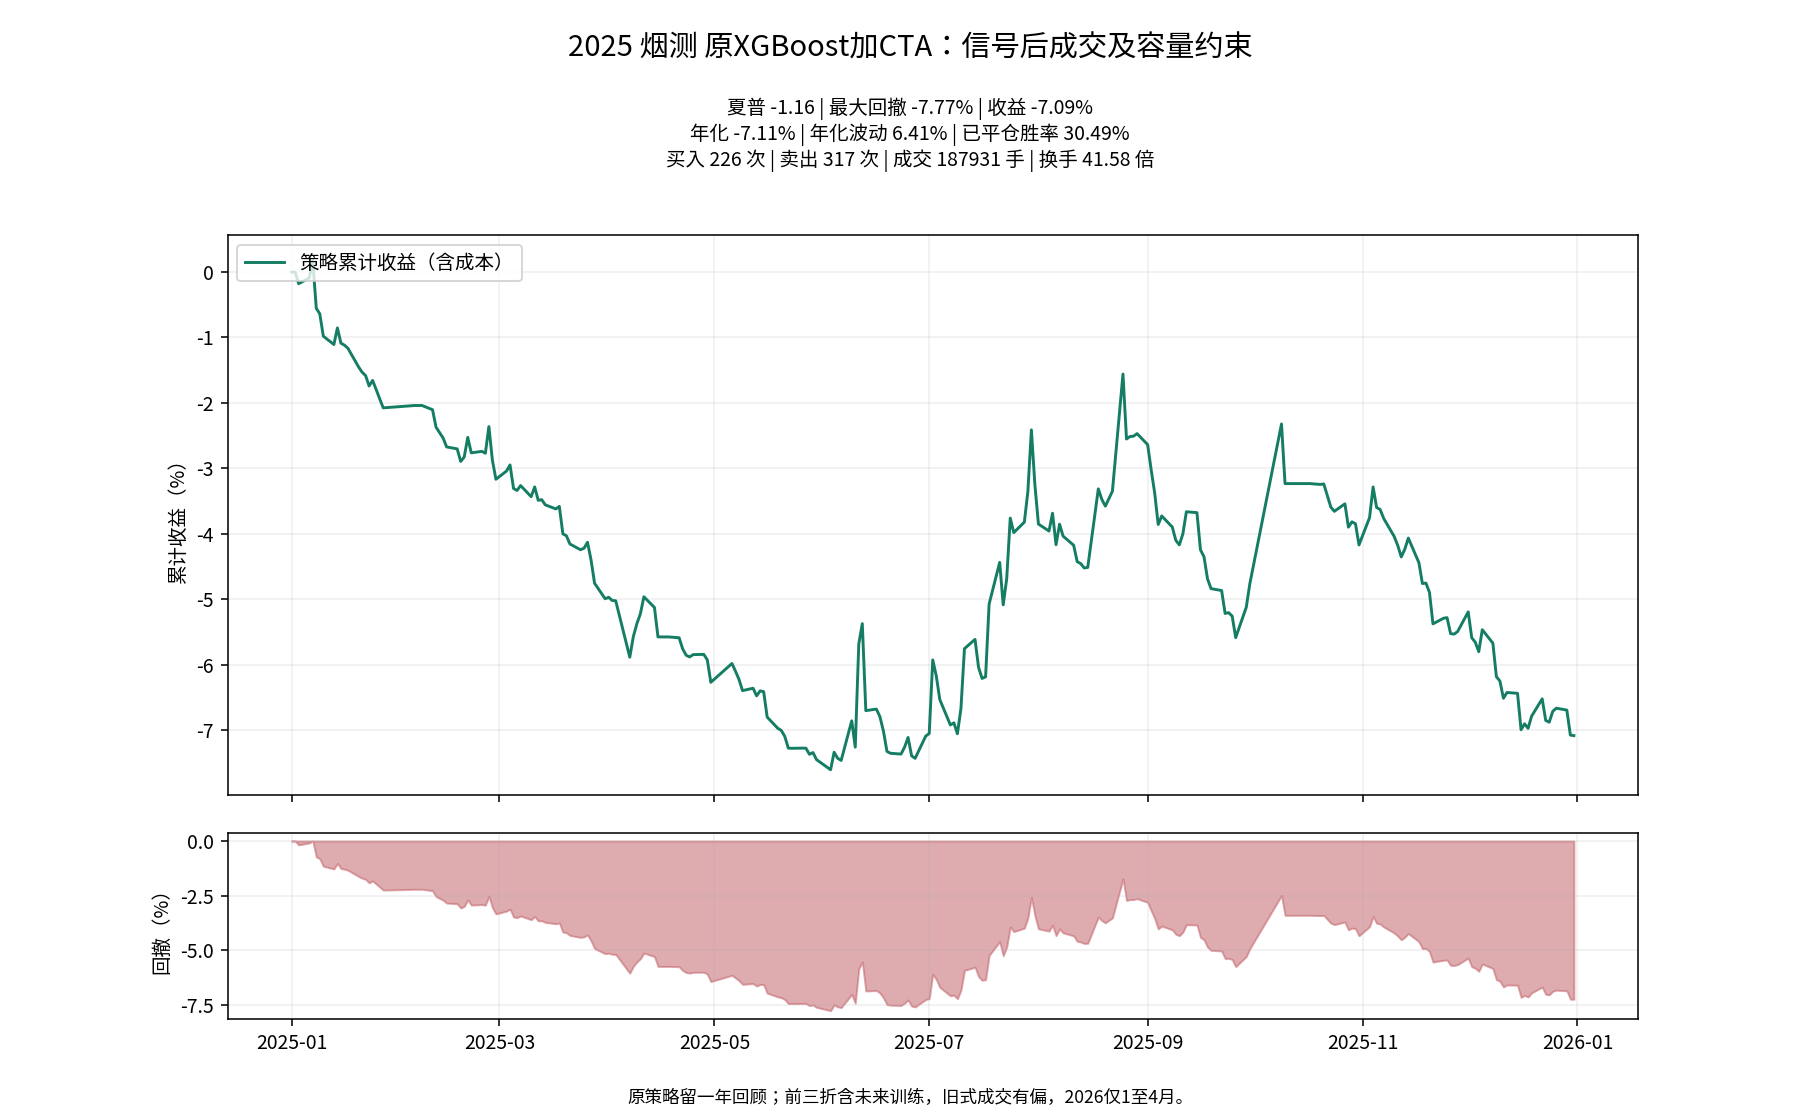 2025 烟测 原XGBoost加CTA：信号后成交及容量约束
夏普 -1.16 | 最大回撤 -7.77% | 收益 -7.09%
年化 -7.11% | 年化波动 6.41% | 已平仓胜率 30.49%
买入 226 次 | 卖出 317 次 | 成交 187931 手 | 换手 41.58 倍
策略累计收益（含成本）
累计收益（%）
0
-1
-2
-3
-4
-5
-6
-7
回撤（%）
0.0
-2.5
-5.0
-7.5
2025-01
2025-03
2025-05
2025-07
2025-09
2025-11
2026-01
原策略留一年回顾；前三折含未来训练，旧式成交有偏，2026仅1至4月。